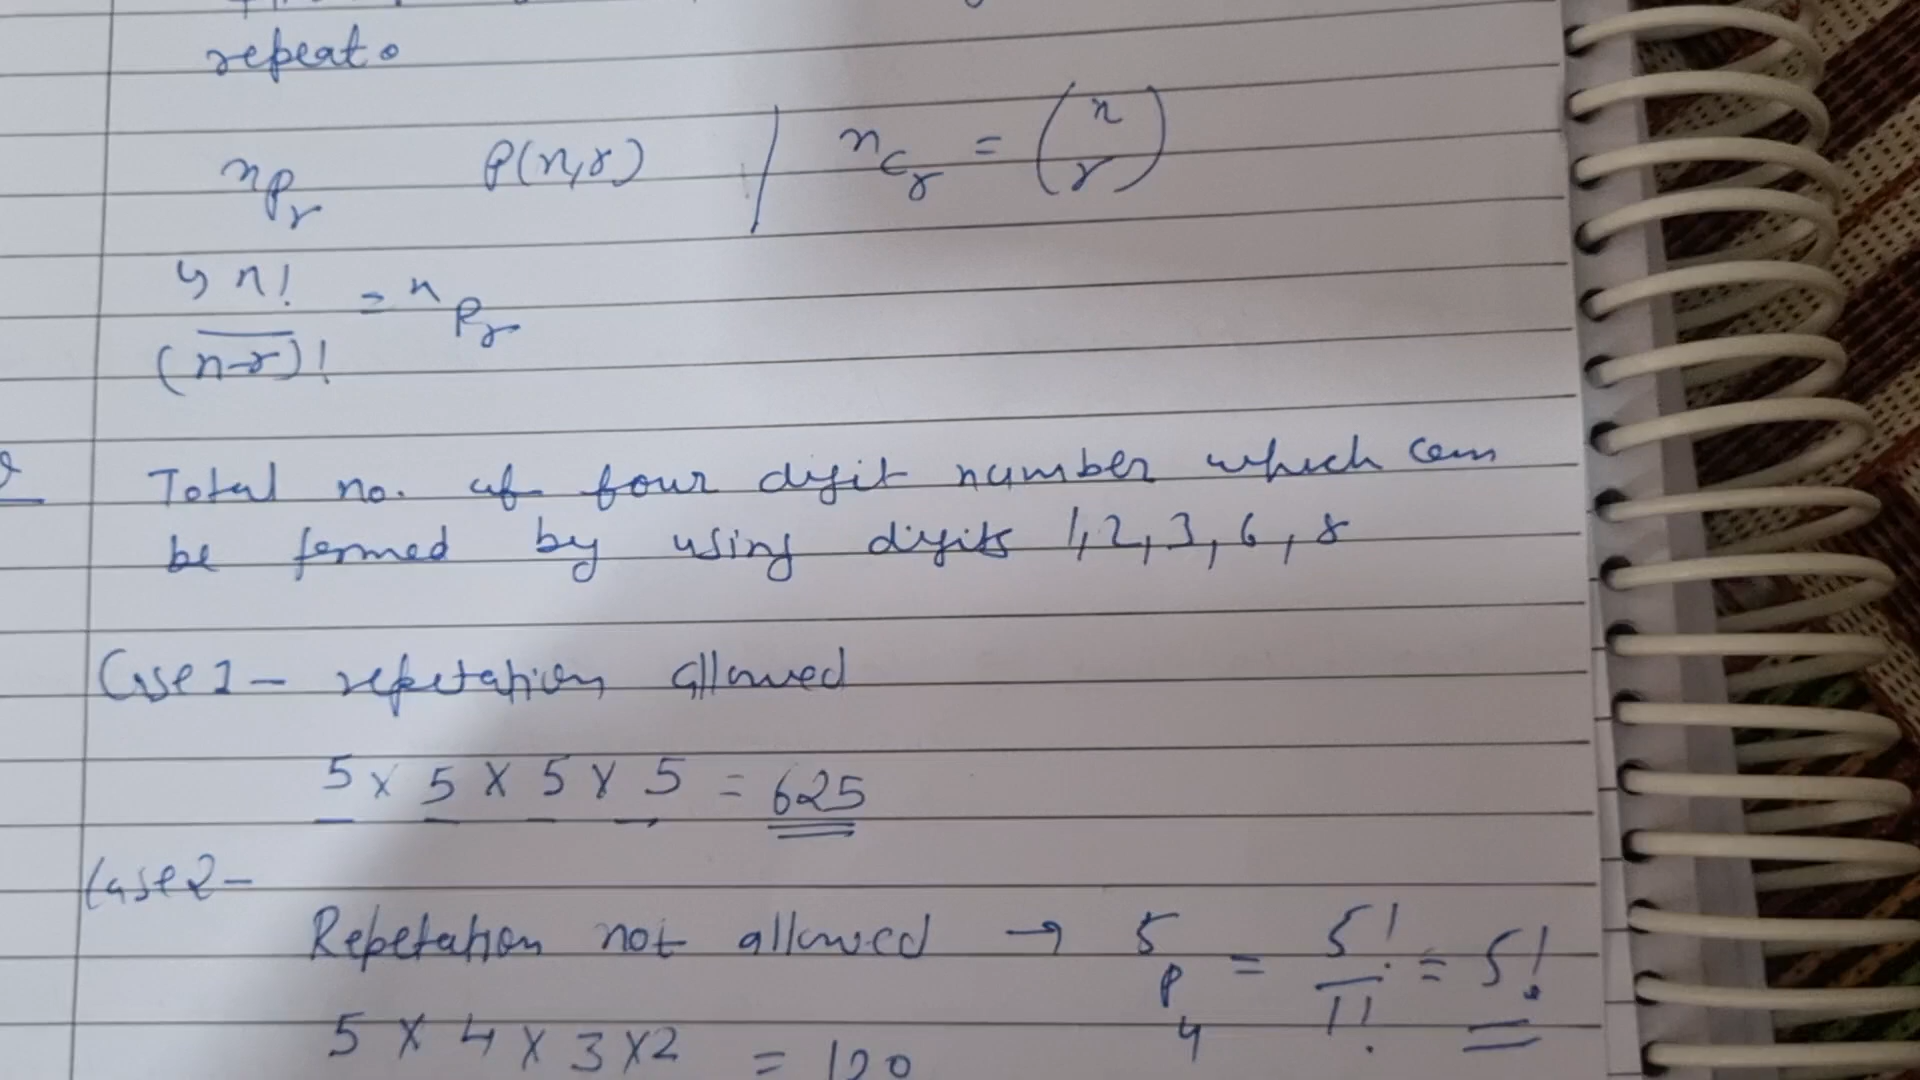 repeat.
nPr P(n,r) / nCr = (n r)
↳ n! / (n-r)! = nPr
Total no. of four digit number which can
be formed by using digits 1,2,3,6,8
Case 1 - repetation allowed
5 x 5 x 5 x 5 = 625
Case 2 -
Repetation not allowed → 5P4 = 5!/1! = 5!
5 x 4 x 3 x 2 = 120